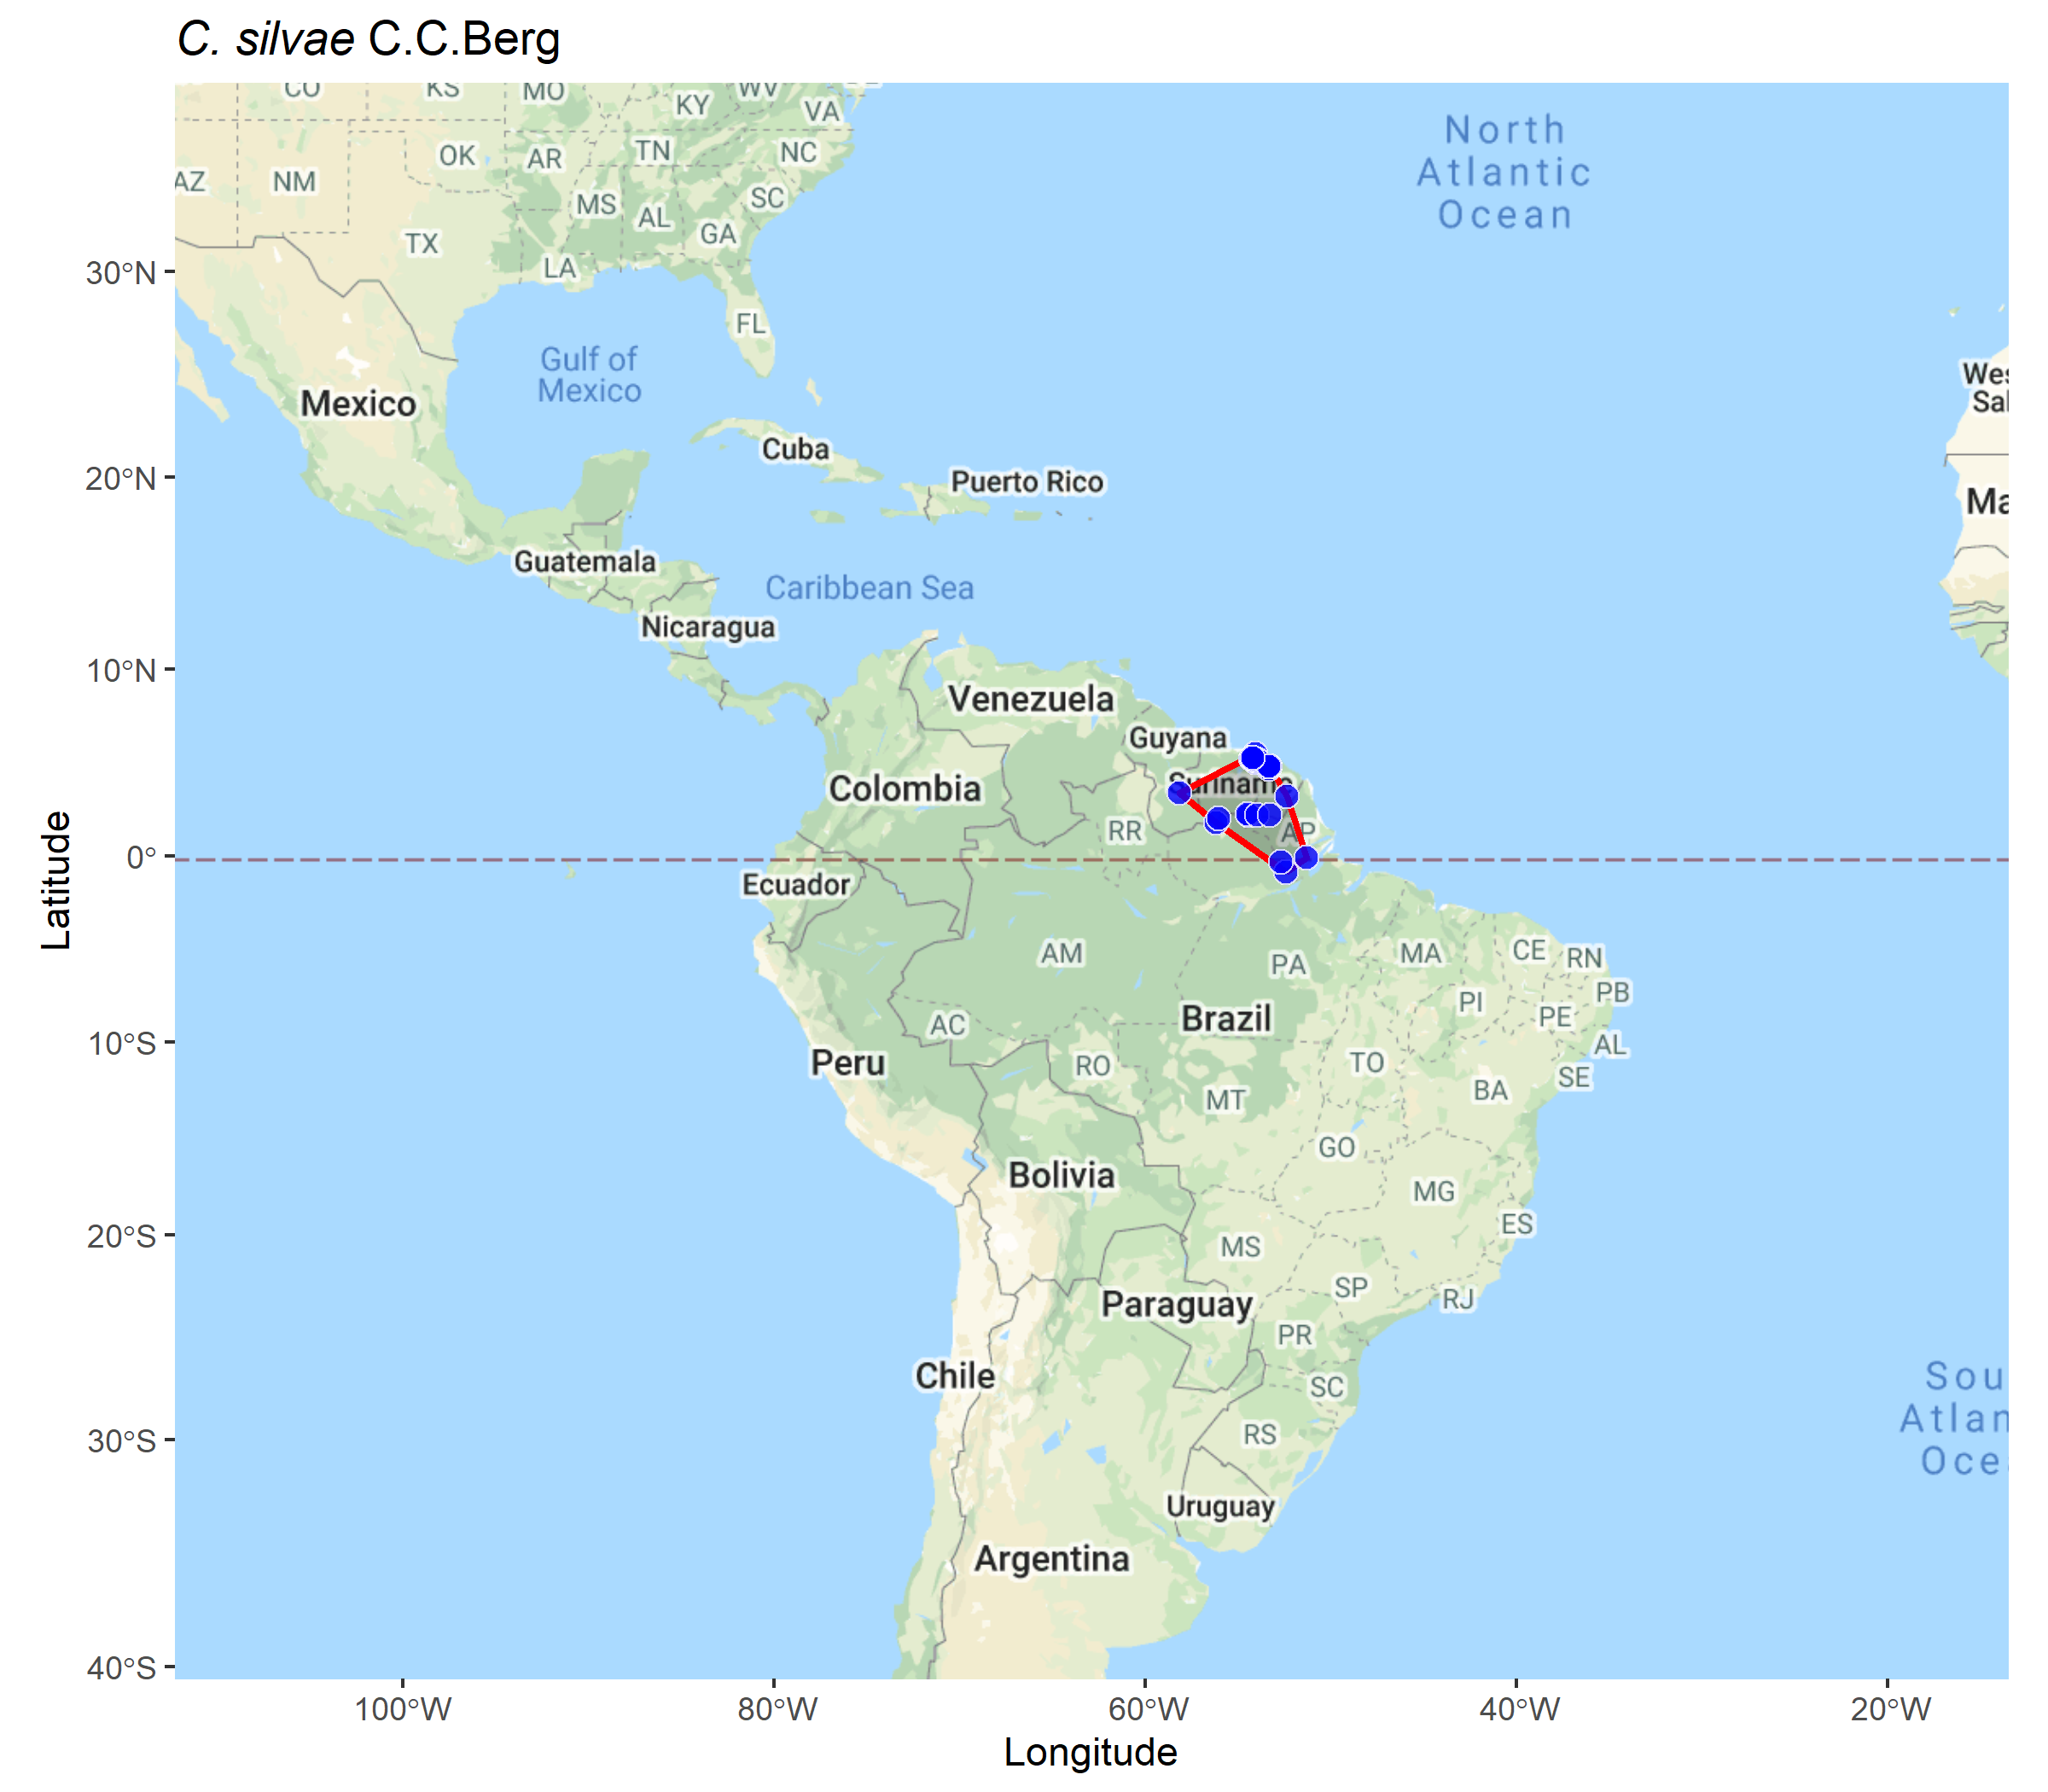 C. silvae C.C.Berg
CO
KS
MO
KY
WV
VA
AZ
NM
OK
AR
TN
NC
MS
AL
GA
SC
TX
LA
FL
North
Atlantic
Ocean
Gulf of
Mexico
Mexico
Cuba
Puerto Rico
Guatemala
Caribbean Sea
Nicaragua
Wes
Sal
Ma
Venezuela
Guyana
Suriname
Colombia
RR
AP
Ecuador
AM
PA
MA
CE
RN
PB
PI
PE
AL
SE
AC
Brazil
Peru
RO
TO
BA
MT
GO
Bolivia
MG
ES
MS
SP
RJ
Paraguay
PR
Chile
SC
RS
Uruguay
Argentina
Sou
Atlan
Oce
30°N
20°N
10°N
0°
10°S
20°S
30°S
40°S
Latitude
100°W
80°W
60°W
40°W
20°W
Longitude